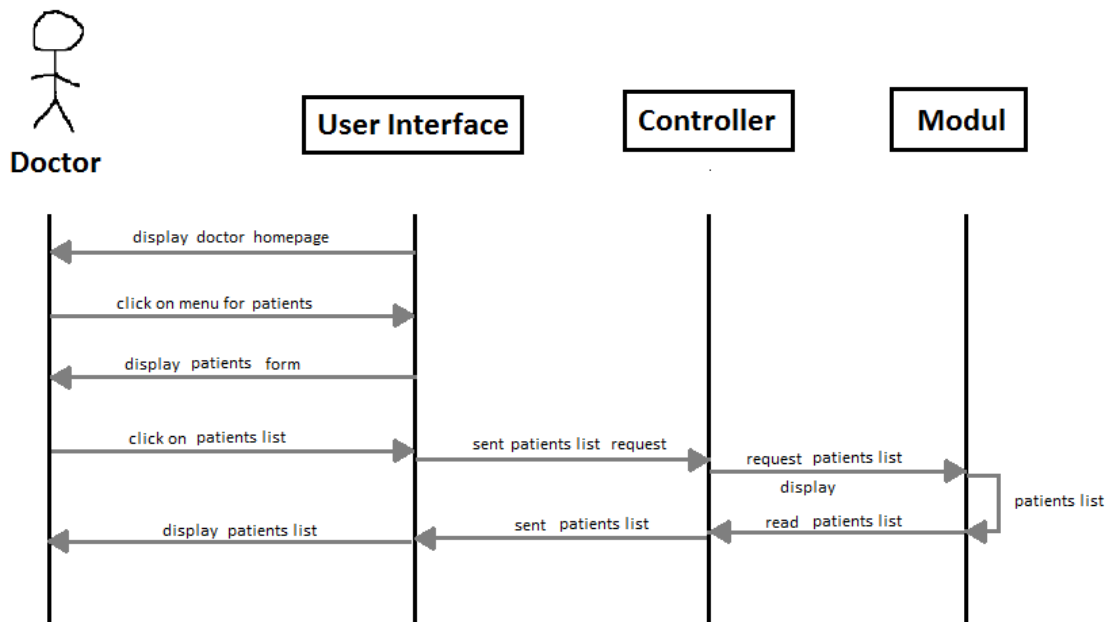 Doctor
User Interface
Controller
Modul
display doctor homepage
click on menu for patients
display patients form
click on patients list
sent patients list request
request patients list
display
patients list
read patients list
sent patients list
display patients list